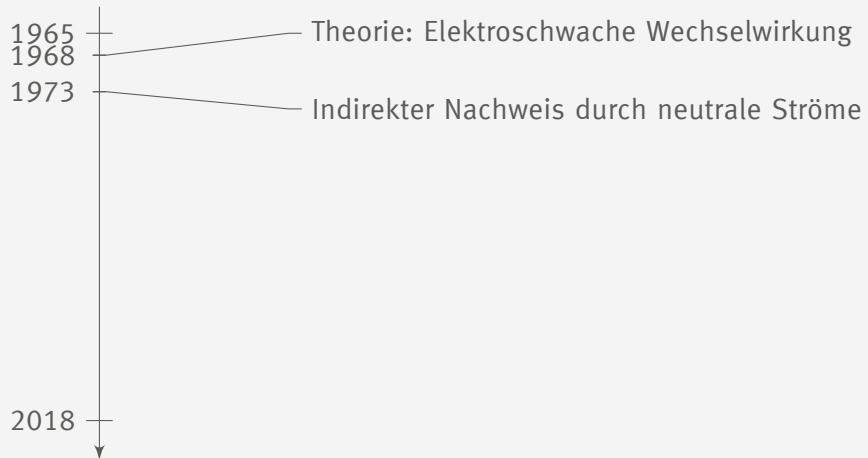 1965
Theorie: Elektroschwache Wechselwirkung
1968
1973
Indirekter Nachweis durch neutrale Ströme
2018